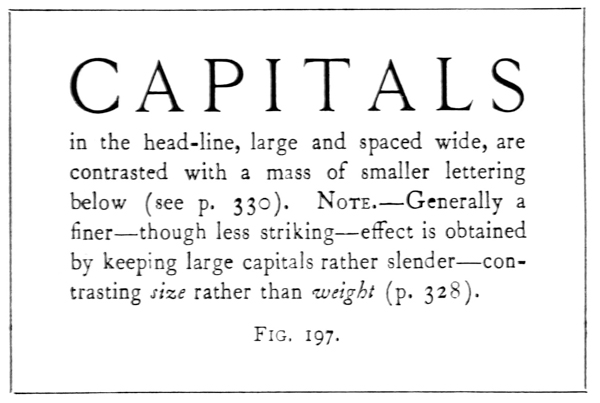 CAPITALS
in the head-line, large and spaced wide, are
contrasted with a mass of smaller lettering
below (see p. 330). NOTE.—Generally a
finer—though less striking—effect is obtained
by keeping large capitals rather slender—con-
trasting size rather than weight (p. 328).
FIG. 197.